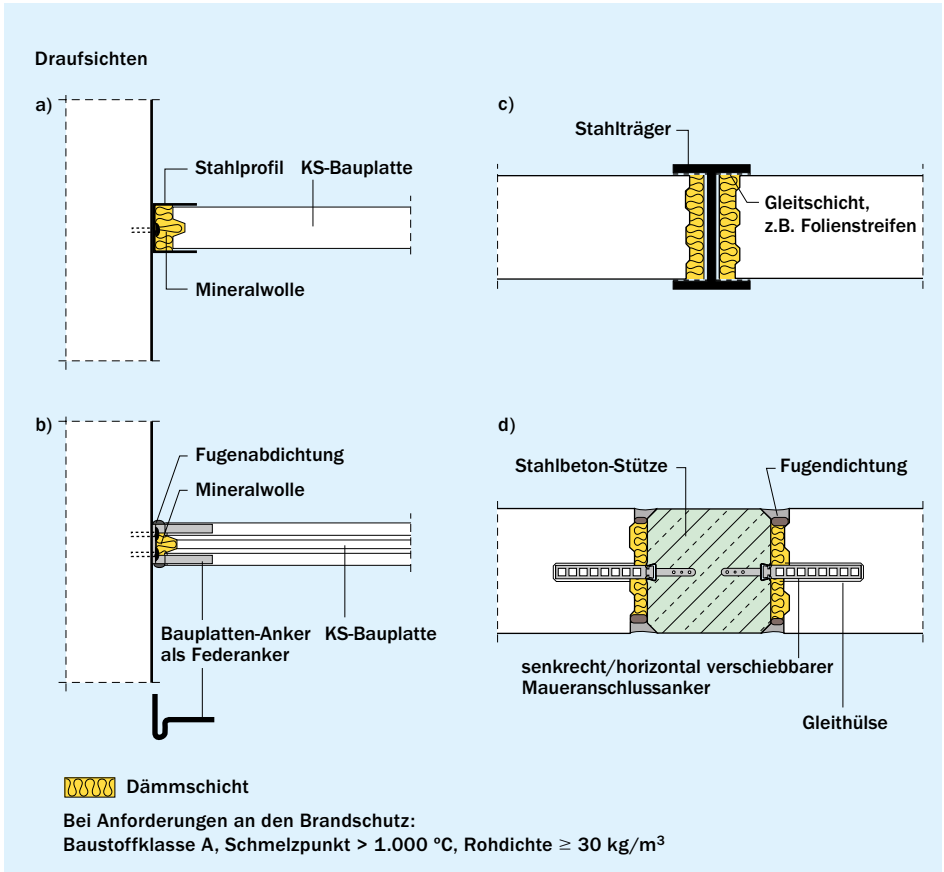 Draufsichten
a)
Stahlprofil
KS-Bauplatte
Mineralwolle
b)
Fugenabdichtung
Mineralwolle
Bauplatten-Anker
als Federanker
KS-Bauplatte
c)
Stahlträger
Gleitschicht,
z.B. Folienstreifen
d)
Stahlbeton-Stütze
Fugendichtung
senkrecht/horizontal verschiebbarer
Maueranschlussanker
Gleithülse
Dämmschicht
Bei Anforderungen an den Brandschutz:
Baustoffklasse A, Schmelzpunkt > 1.000 ºC, Rohdichte ≥ 30 kg/m³